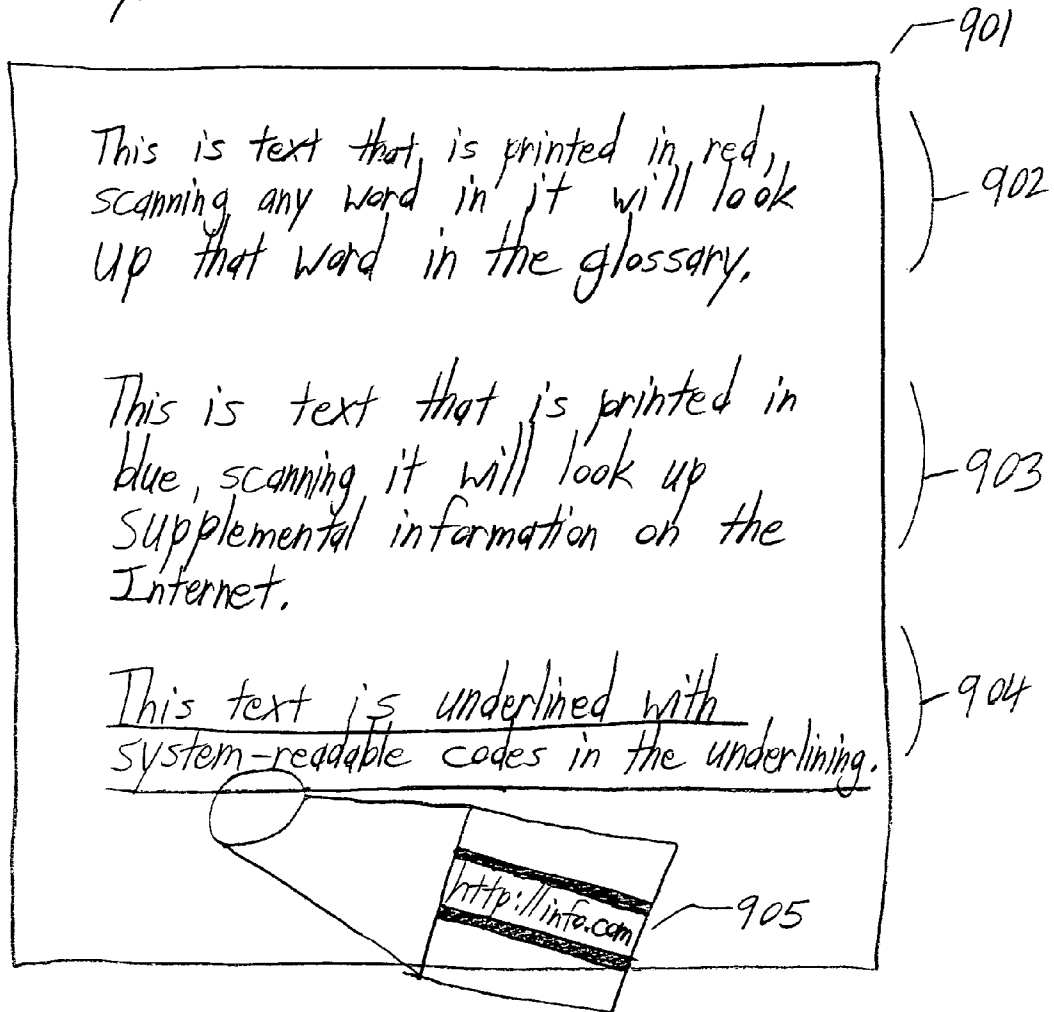 901
This is text that is printed in red,
scanning any word in it will look
up that word in the glossary.
902
This is text that is printed in
blue, scanning it will look up
supplemental information on the
Internet.
903
This text is underlined with
system-readable codes in the underlining.
904
http://info.com
905